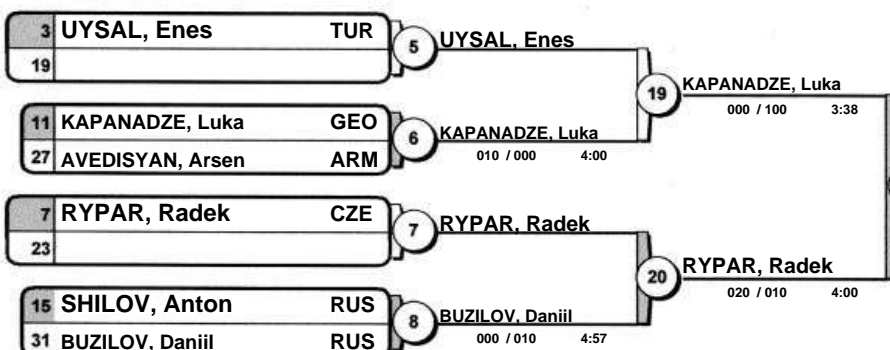 3 UYSAL, Enes TUR
19
5
UYSAL, Enes
11 KAPANADZE, Luka GEO
27 AVEDISYAN, Arsen ARM
6
KAPANADZE, Luka
010 / 000 4:00
19
KAPANADZE, Luka
000 / 100 3:38
7 RYPAR, Radek CZE
23
7
RYPAR, Radek
15 SHILOV, Anton RUS
31 BUZILOV, Daniil RUS
8
BUZILOV, Daniil
000 / 010 4:57
20
RYPAR, Radek
020 / 010 4:00